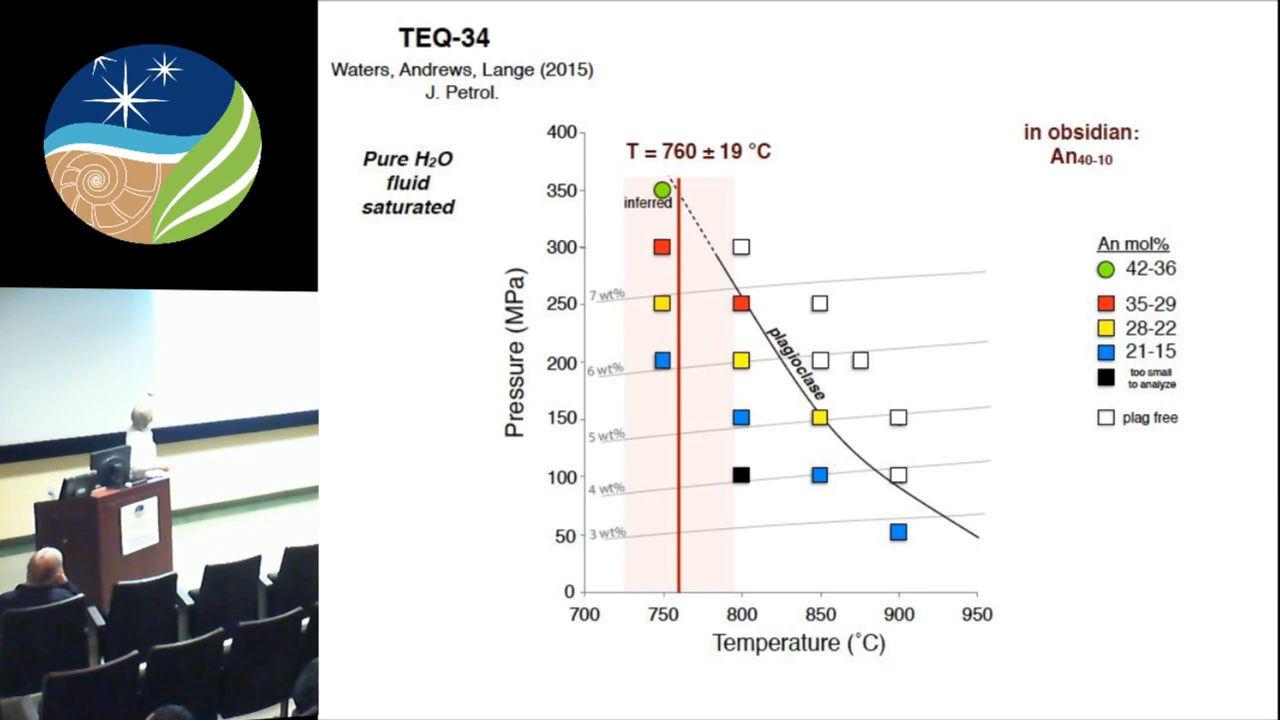 TEQ-34
Waters, Andrews, Lange (2015)
J. Petrol.
Pure H₂O
fluid
saturated
T = 760 ± 19 °C
in obsidian:
An₄₀₋₁₀
Pressure (MPa)
400
350
300
250
200
150
100
50
0
inferred
7 wt%
6 wt%
5 wt%
4 wt%
3 wt%
plagioclase
700
750
800
850
900
950
Temperature (˚C)
An mol%
42-36
35-29
28-22
21-15
too small
to analyze
plag free